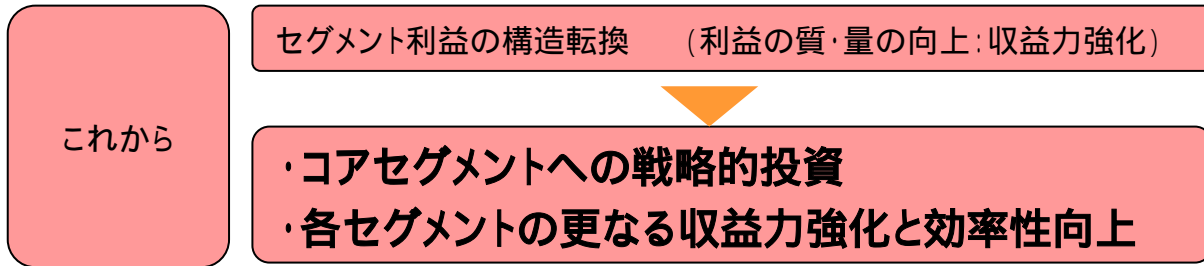 これから
セグメント利益の構造転換　（利益の質・量の向上：収益力強化）
・コアセグメントへの戦略的投資
・各セグメントの更なる収益力強化と効率性向上